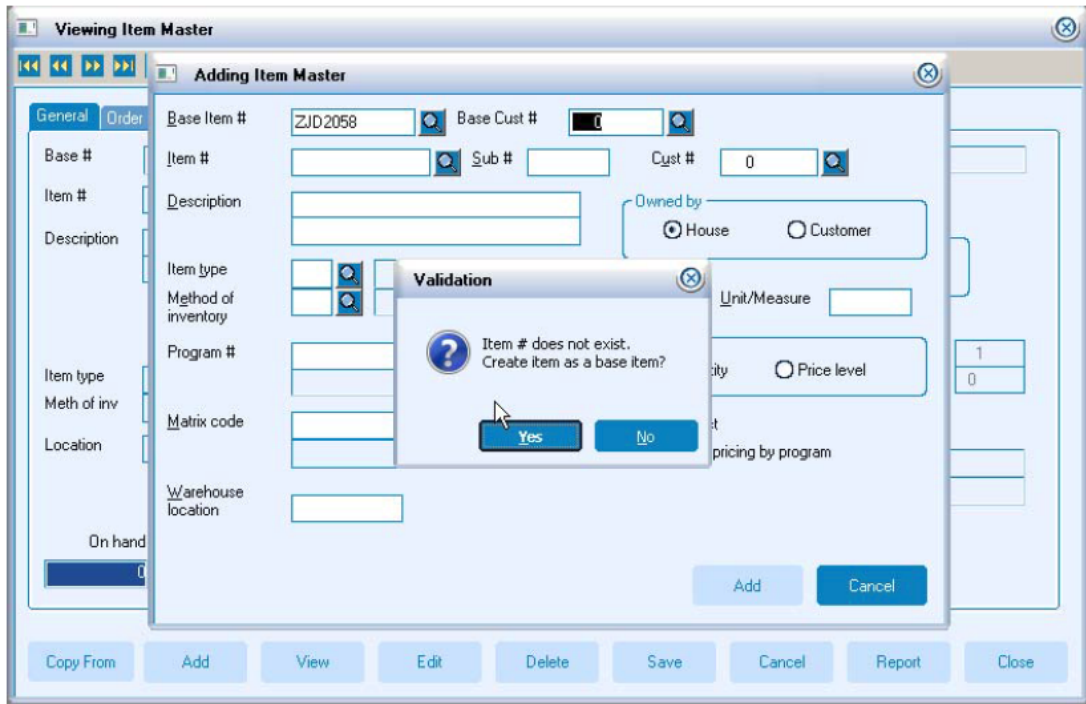 Viewing Item Master
Adding Item Master
General Order
Base Item # ZJD2058 Base Cust # 0
Base #
Item # Sub # Cust # 0
Item #
Description
Owned by
House Customer
Description
Item type
Validation
Method of
inventory
Unit/Measure
Item # does not exist.
Create item as a base item?
Program #
1
Price level
Item type
0
Meth of inv
Matrix code
Yes No
Location
pricing by program
Warehouse
location
On hand
0
Add Cancel
Copy From Add View Edit Delete Save Cancel Report Close